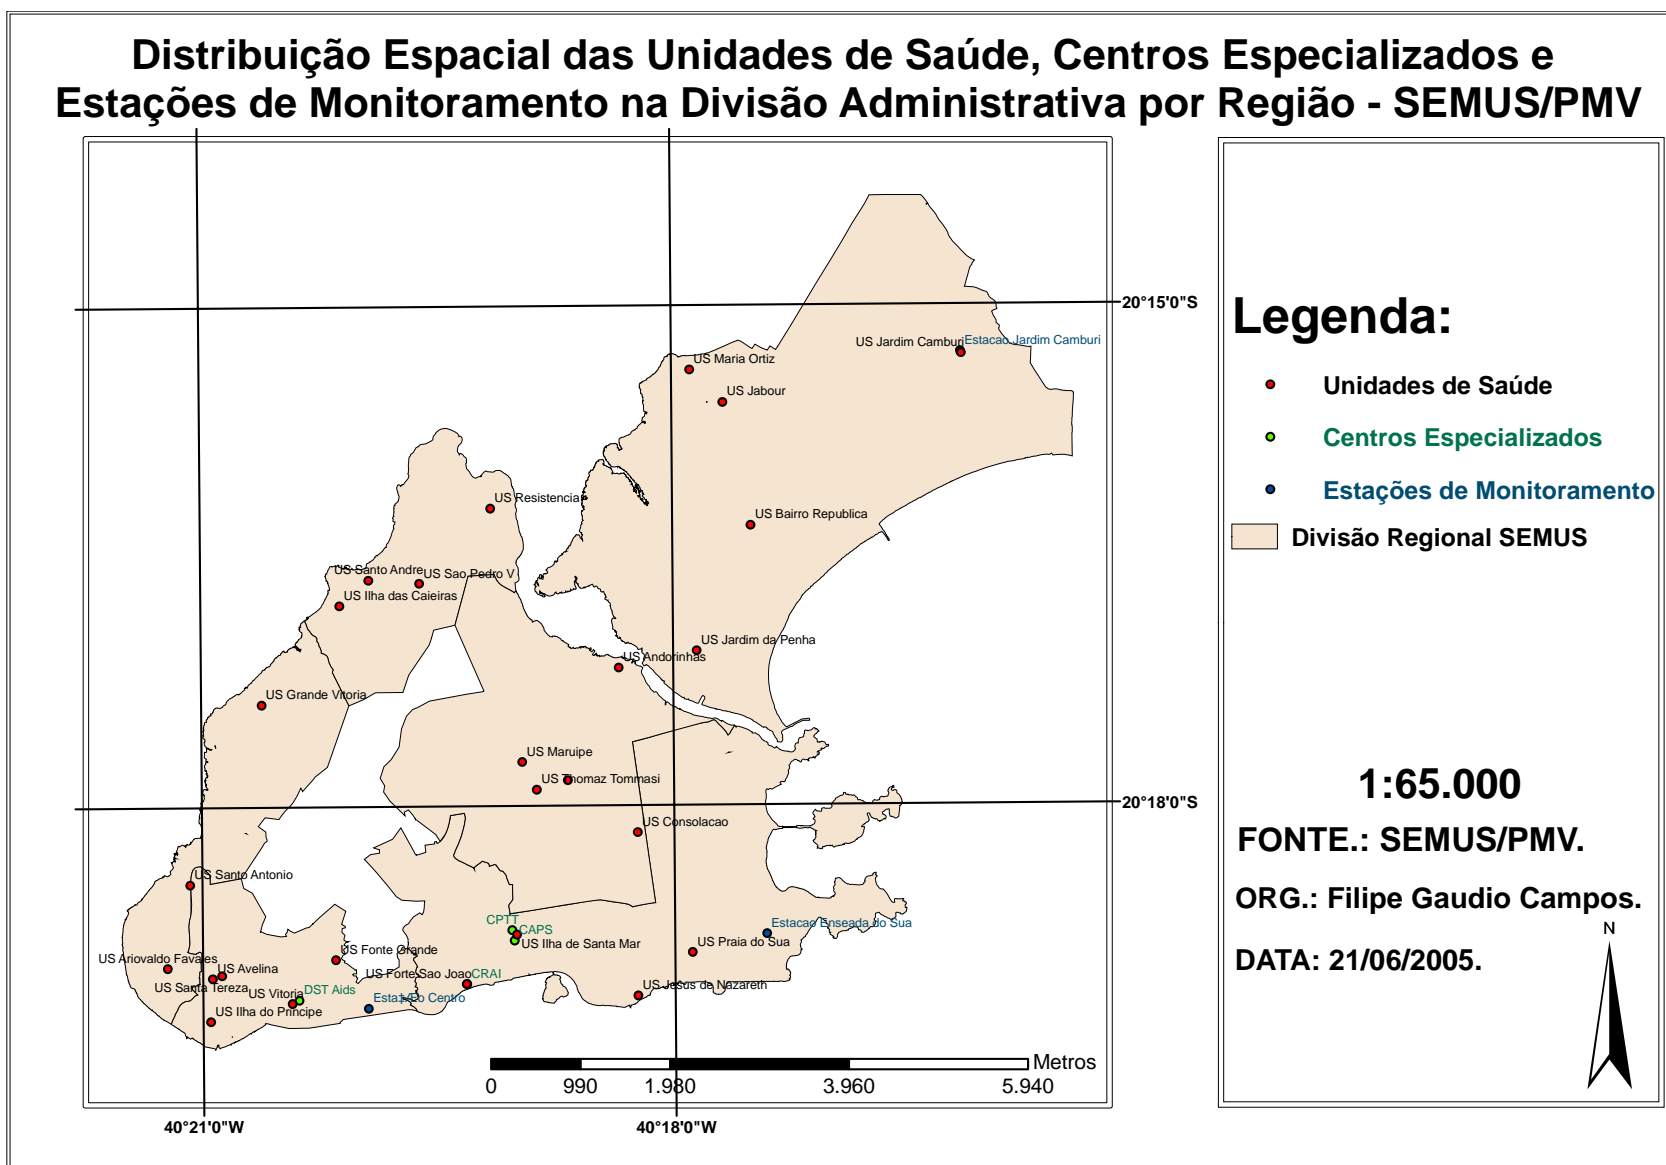 Distribuição Espacial das Unidades de Saúde, Centros Especializados e
Estações de Monitoramento na Divisão Administrativa por Região - SEMUS/PMV
20°15'0"S
US Jardim Camburi
Estacao Jardim Camburi
US Maria Ortiz
US Jabour
US Resistencia
US Bairro Republica
US Santo Andre
US Sao Pedro V
US Ilha das Caieiras
US Jardim da Penha
US Andorinhas
US Grande Vitoria
US Maruipe
US Thomaz Tommasi
20°18'0"S
US Consolacao
US Santo Antonio
CPTT
CAPS
US Ilha de Santa Mar
Estacao Enseada do Sua
US Praia do Sua
US Fonte Grande
US Ariovaldo Favales
US Avelina
US Santa Tereza
US Forte Sao Joao
CRAI
US Jesus de Nazareth
US Vitoria
DST Aids
Centro
US Ilha do Principe
Metros
0 990 1.980 3.960 5.940
40°21'0"W
40°18'0"W
Legenda:
Unidades de Saúde
Centros Especializados
Estações de Monitoramento
Divisão Regional SEMUS
1:65.000
FONTE.: SEMUS/PMV.
ORG.: Filipe Gaudio Campos.
DATA: 21/06/2005.
N